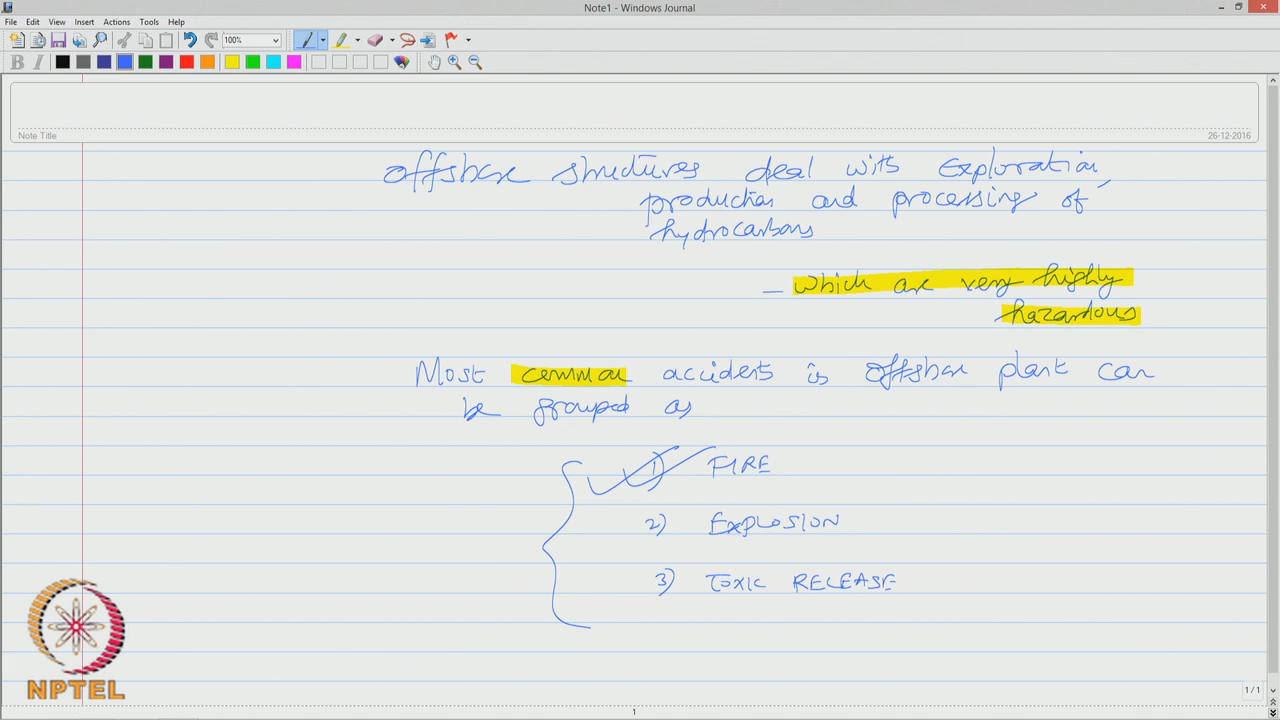 Note1 - Windows Journal
File Edit View Insert Actions Tools Help
100%
B I
Note Title
26-12-2016
offshore structures deal with Exploration,
production and processing of
hydrocarbons
– which are very highly
hazardous
Most common accidents in offshore plant can
be grouped as
1) FIRE
2) EXPLOSION
3) TOXIC RELEASE
NPTEL
1 / 1
1